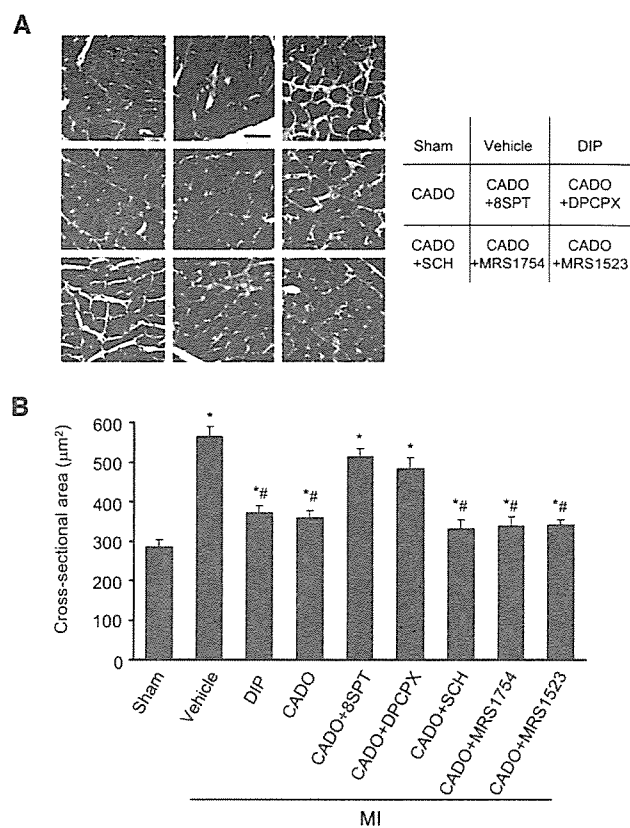 A
Sham Vehicle DIP
CADO CADO +8SPT CADO +DPCPX
CADO +SCH CADO +MRS1754 CADO +MRS1523
B
Cross-sectional area (μm²)
600
500
400
300
200
100
0
* *# *# * * *# *# *#
Sham
Vehicle
DIP
CADO
CADO+8SPT
CADO+DPCPX
CADO+SCH
CADO+MRS1754
CADO+MRS1523
MI